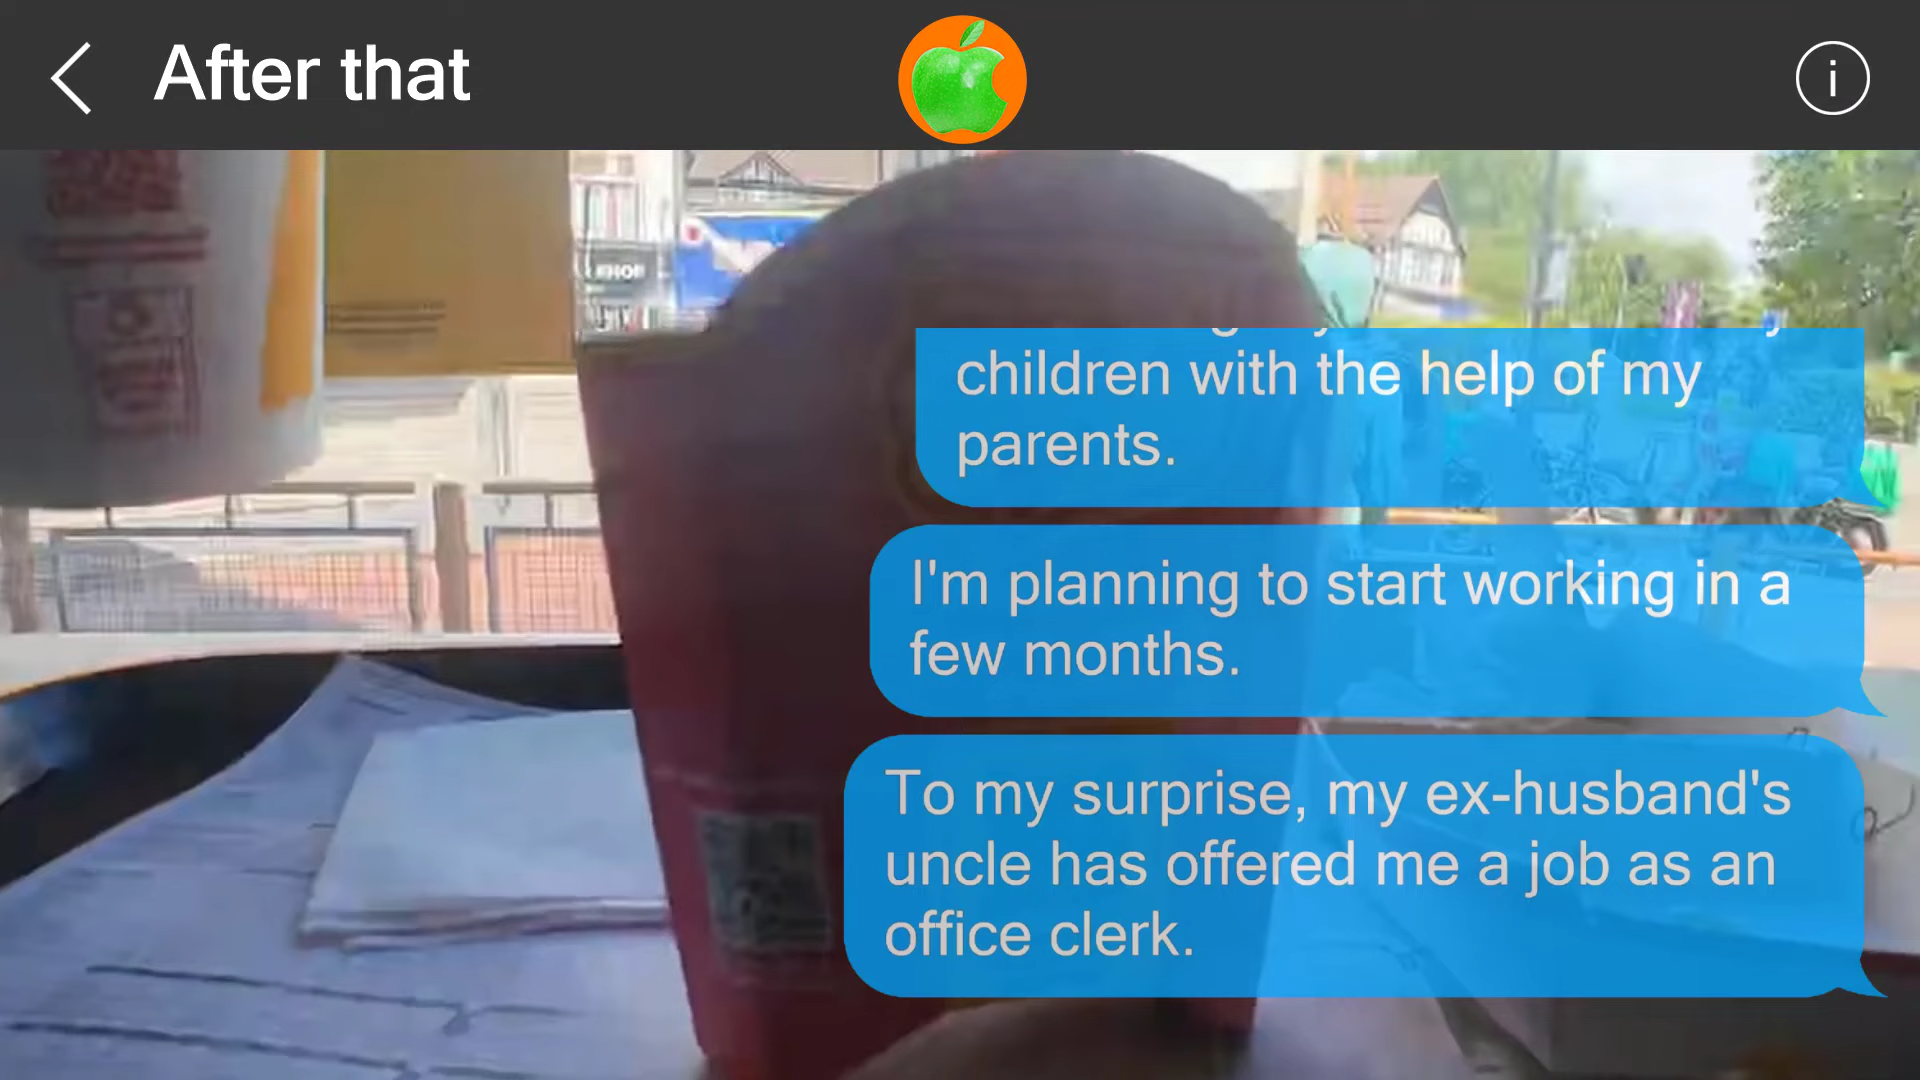 After that
i
HOP
children with the help of my
parents.
I'm planning to start working in a
few months.
To my surprise, my ex-husband's
uncle has offered me a job as an
office clerk.